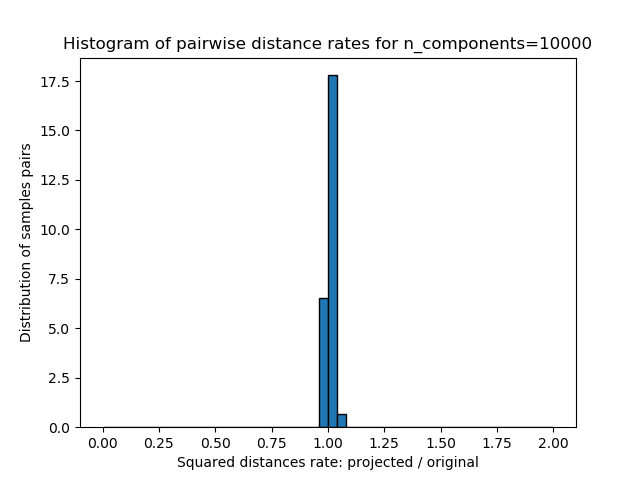 Histogram of pairwise distance rates for n_components=10000
Distribution of samples pairs
17.5
15.0
12.5
10.0
7.5
5.0
2.5
0.0
0.00 0.25 0.50 0.75 1.00 1.25 1.50 1.75 2.00
Squared distances rate: projected / original